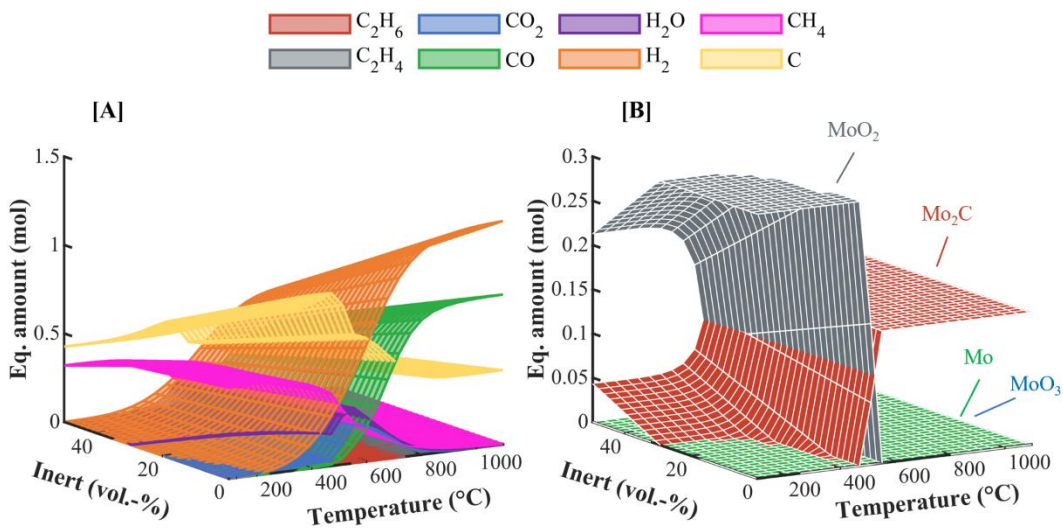 C₂H₆ CO₂ H₂O CH₄
C₂H₄ CO H₂ C
[A]
1.5
1
0.5
0
Eq. amount (mol)
40
20
0
Inert (vol.-%)
200 400 600 800 1000
Temperature (°C)
[B]
0.3
0.25
0.2
0.15
0.1
0.05
0
Eq. amount (mol)
40
20
0
Inert (vol.-%)
200 400 600 800 1000
Temperature (°C)
MoO₂
Mo₂C
Mo
MoO₃